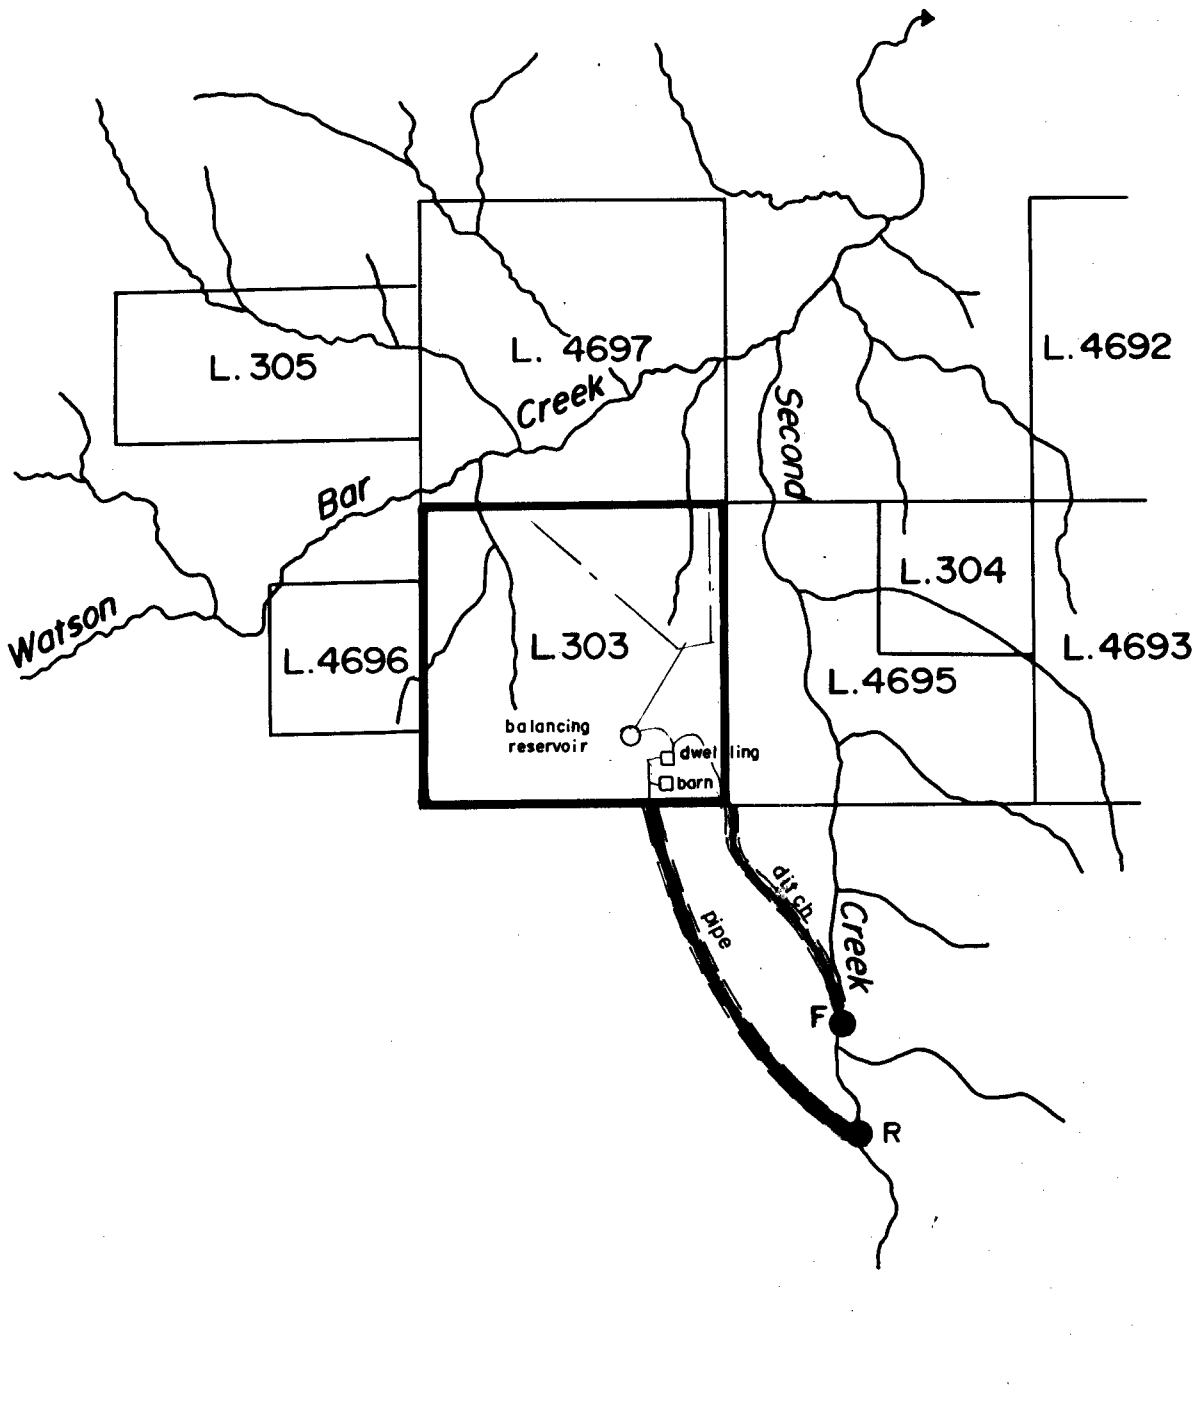 L. 4697
L.305
L.4692
Creek
Second
Bar
L.304
Watson
L.4696
L.303
L.4693
L.4695
balancing
reservoir
dwelling
barn
ditch
pipe
Creek
F
R